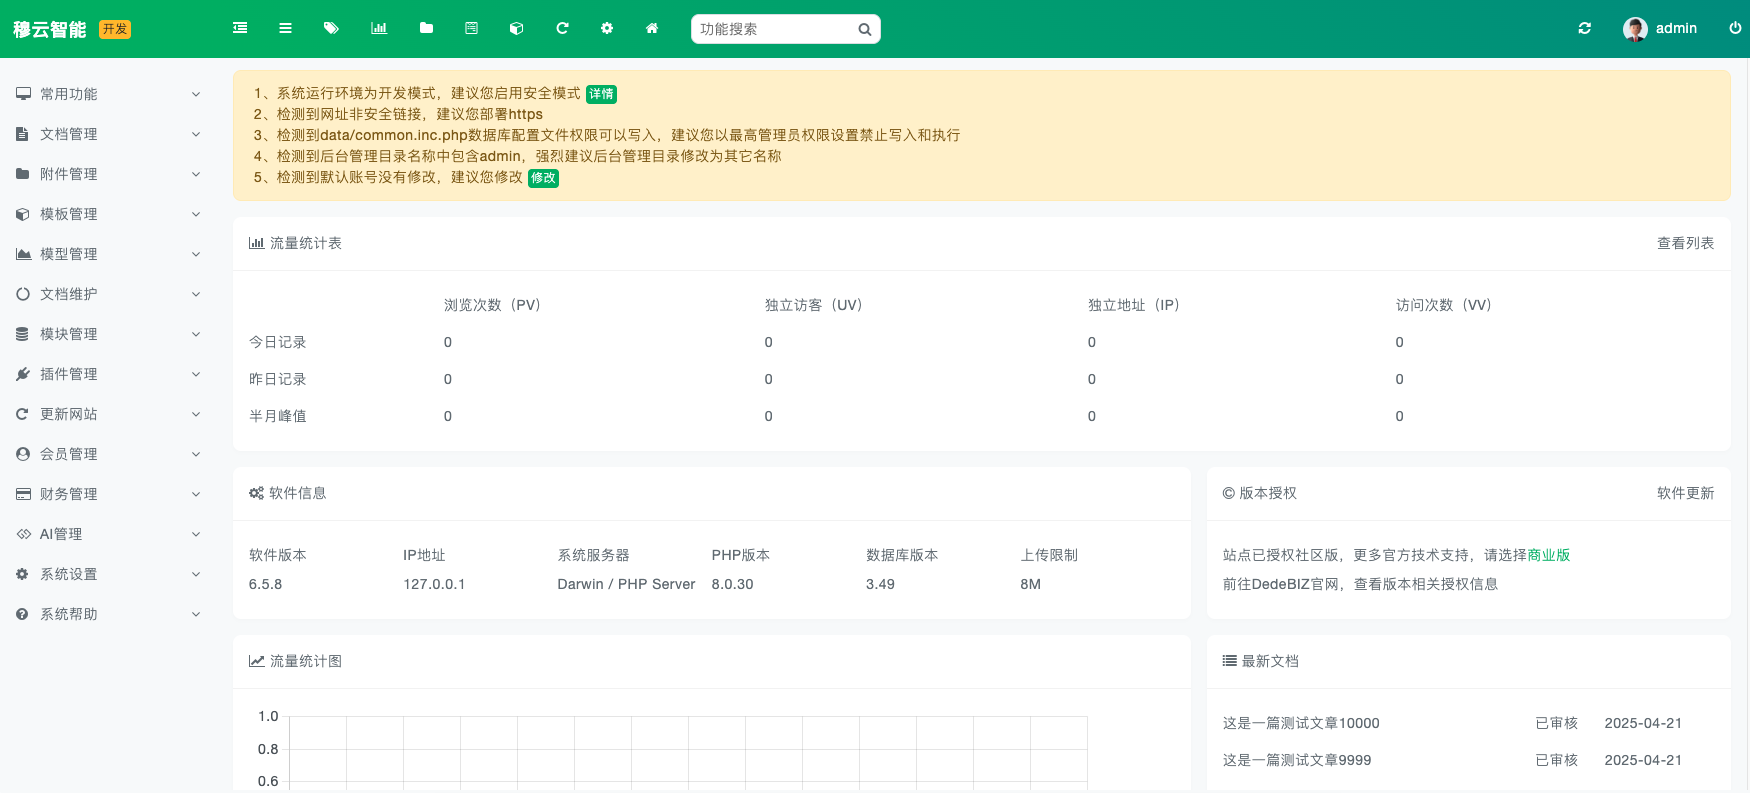 穆云智能 开发 功能搜索 admin
常用功能
文档管理
附件管理
模板管理
模型管理
文档维护
模块管理
插件管理
更新网站
会员管理
财务管理
AI管理
系统设置
系统帮助
1、系统运行环境为开发模式，建议您启用安全模式 详情
2、检测到网址非安全链接，建议您部署https
3、检测到data/common.inc.php数据库配置文件权限可以写入，建议您以最高管理员权限设置禁止写入和执行
4、检测到后台管理目录名称中包含admin，强烈建议后台管理目录修改为其它名称
5、检测到默认账号没有修改，建议您修改 修改
流量统计表 查看列表
浏览次数（PV） 独立访客（UV） 独立地址（IP） 访问次数（VV）
今日记录 0 0 0 0
昨日记录 0 0 0 0
半月峰值 0 0 0 0
软件信息
软件版本 IP地址 系统服务器 PHP版本 数据库版本 上传限制
6.5.8 127.0.0.1 Darwin / PHP Server 8.0.30 3.49 8M
版本授权 软件更新
站点已授权社区版，更多官方技术支持，请选择商业版
前往DedeBIZ官网，查看版本相关授权信息
流量统计图
1.0
0.8
0.6
最新文档
这是一篇测试文章10000 已审核 2025-04-21
这是一篇测试文章9999 已审核 2025-04-21